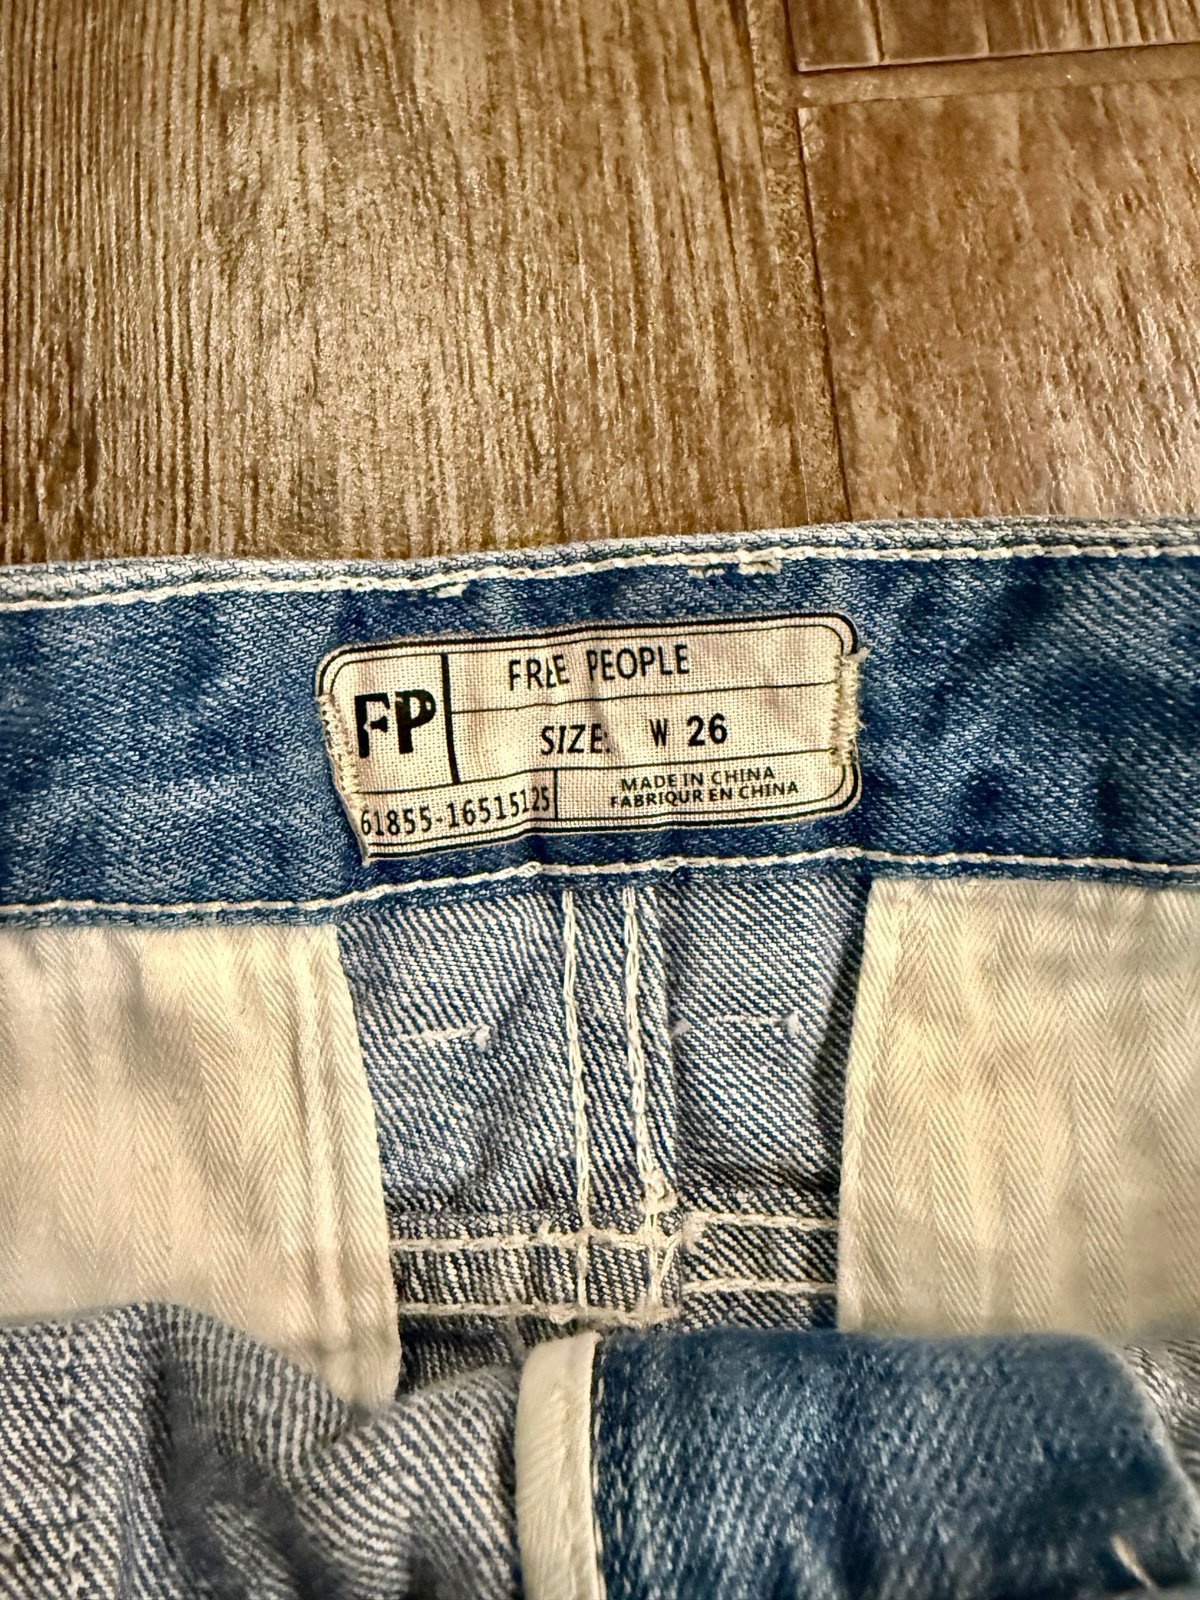 FP
FREE PEOPLE
SIZE: W 26
61855-16515125
MADE IN CHINA
FABRIQUR EN CHINA